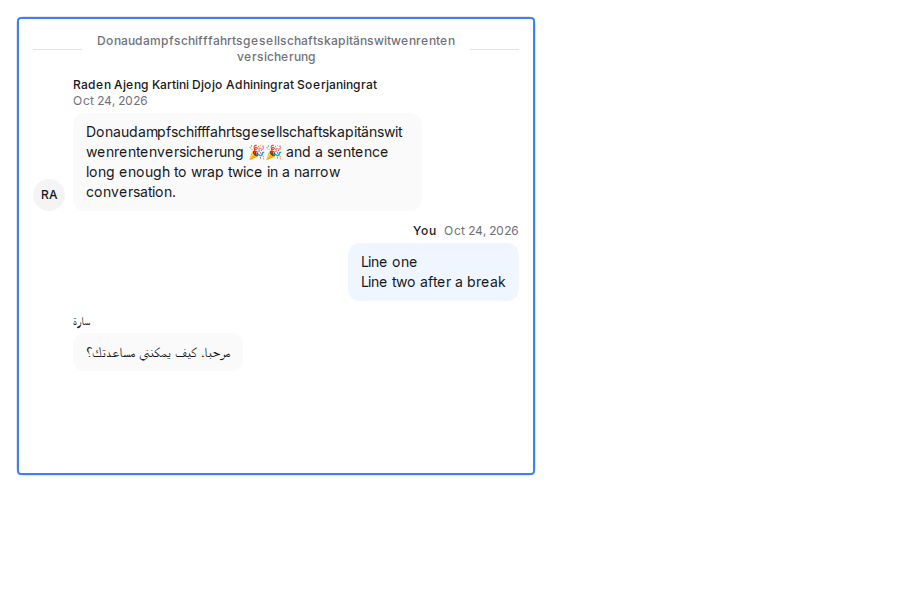 Donaudampfschifffahrtsgesellschaftskapitänswitwenrenten
versicherung
Raden Ajeng Kartini Djojo Adhiningrat Soerjaningrat
Oct 24, 2026
Donaudampfschifffahrtsgesellschaftskapitänswit
wenrentenversicherung 🎉🎉 and a sentence
long enough to wrap twice in a narrow
conversation.
RA
You Oct 24, 2026
Line one
Line two after a break
سارة
مرحبا، كيف يمكنني مساعدتك؟